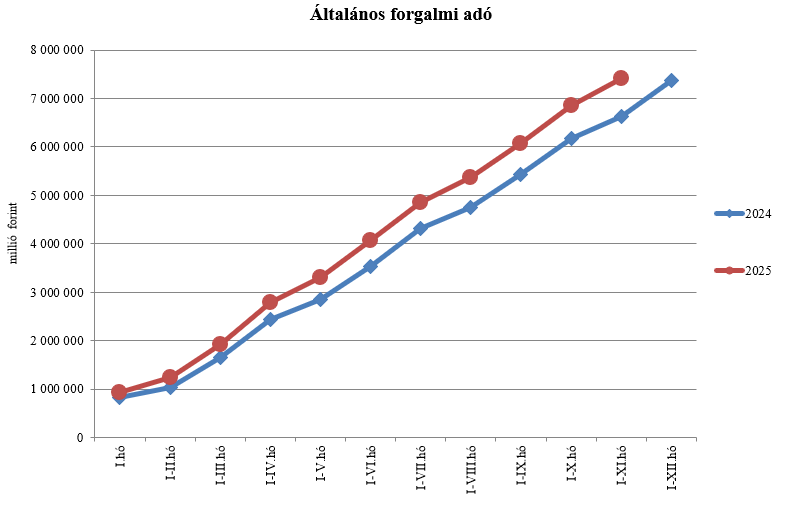 Általános forgalmi adó
8 000 000
7 000 000
6 000 000
5 000 000
4 000 000
3 000 000
2 000 000
1 000 000
0
millió forint
I.hó
I-II.hó
I-III.hó
I-IV.hó
I-V.hó
I-VI.hó
I-VII.hó
I-VIII.hó
I-IX.hó
I-X.hó
I-XI.hó
I-XII.hó
2024
2025